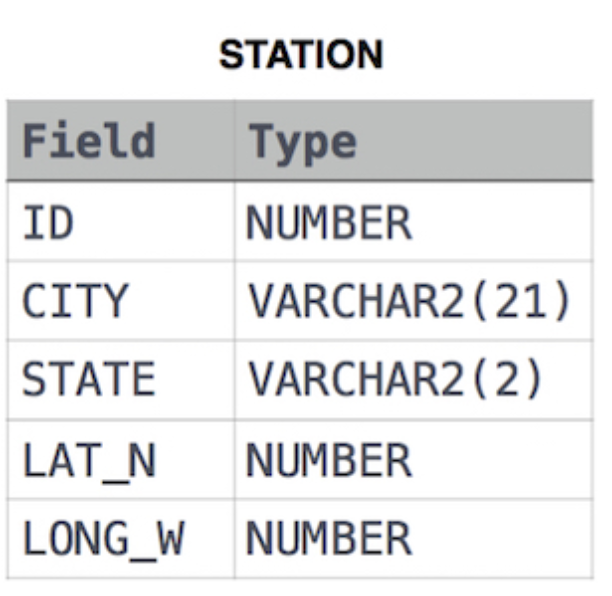 STATION
Field Type
ID NUMBER
CITY VARCHAR2(21)
STATE VARCHAR2(2)
LAT_N NUMBER
LONG_W NUMBER